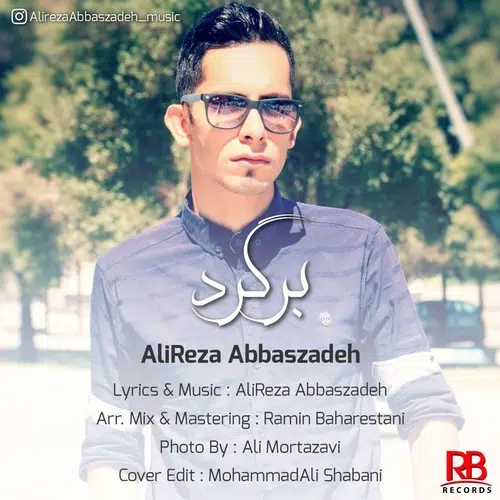 AlirezaAbbaszadeh_music
برگرد
AliReza Abbaszadeh
Lyrics & Music : AliReza Abbaszadeh
Arr. Mix & Mastering : Ramin Baharestani
Photo By : Ali Mortazavi
Cover Edit : MohammadAli Shabani
RB
RECORDS